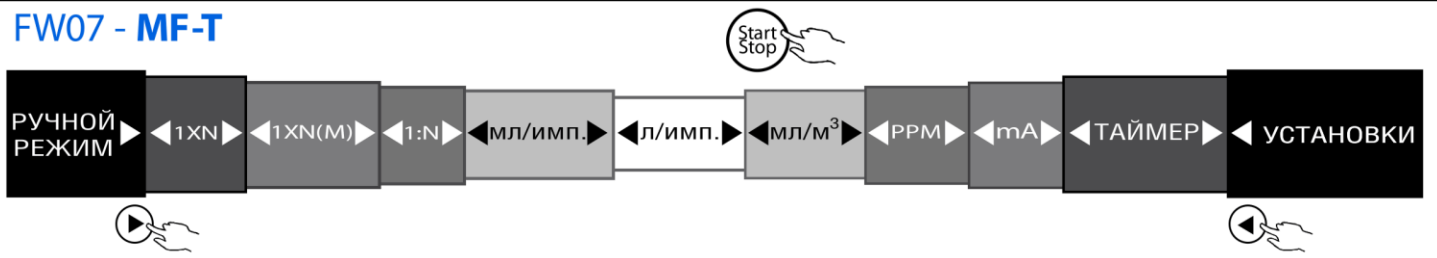 FW07 - MF-T
Start
Stop
РУЧНОЙ
РЕЖИМ
1XN
1XN(M)
1:N
мл/имп.
л/имп.
мл/м³
PPM
mA
ТАЙМЕР
УСТАНОВКИ